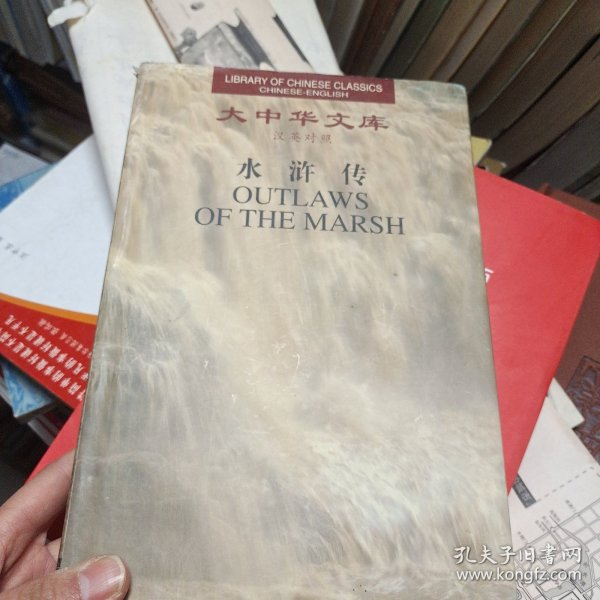 LIBRARY OF CHINESE CLASSICS
CHINESE-ENGLISH
大中华文库
汉英对照
水浒传
OUTLAWS
OF THE MARSH
孔夫子旧书网
www.kongfz.com